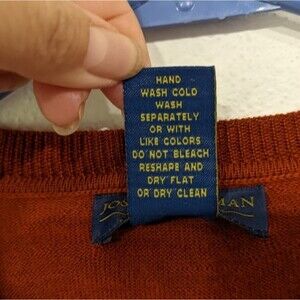 HAND
WASH COLD
WASH
SEPARATELY
OR WITH
LIKE COLORS
DO NOT BLEACH
RESHAPE AND
DRY FLAT
OR DRY CLEAN